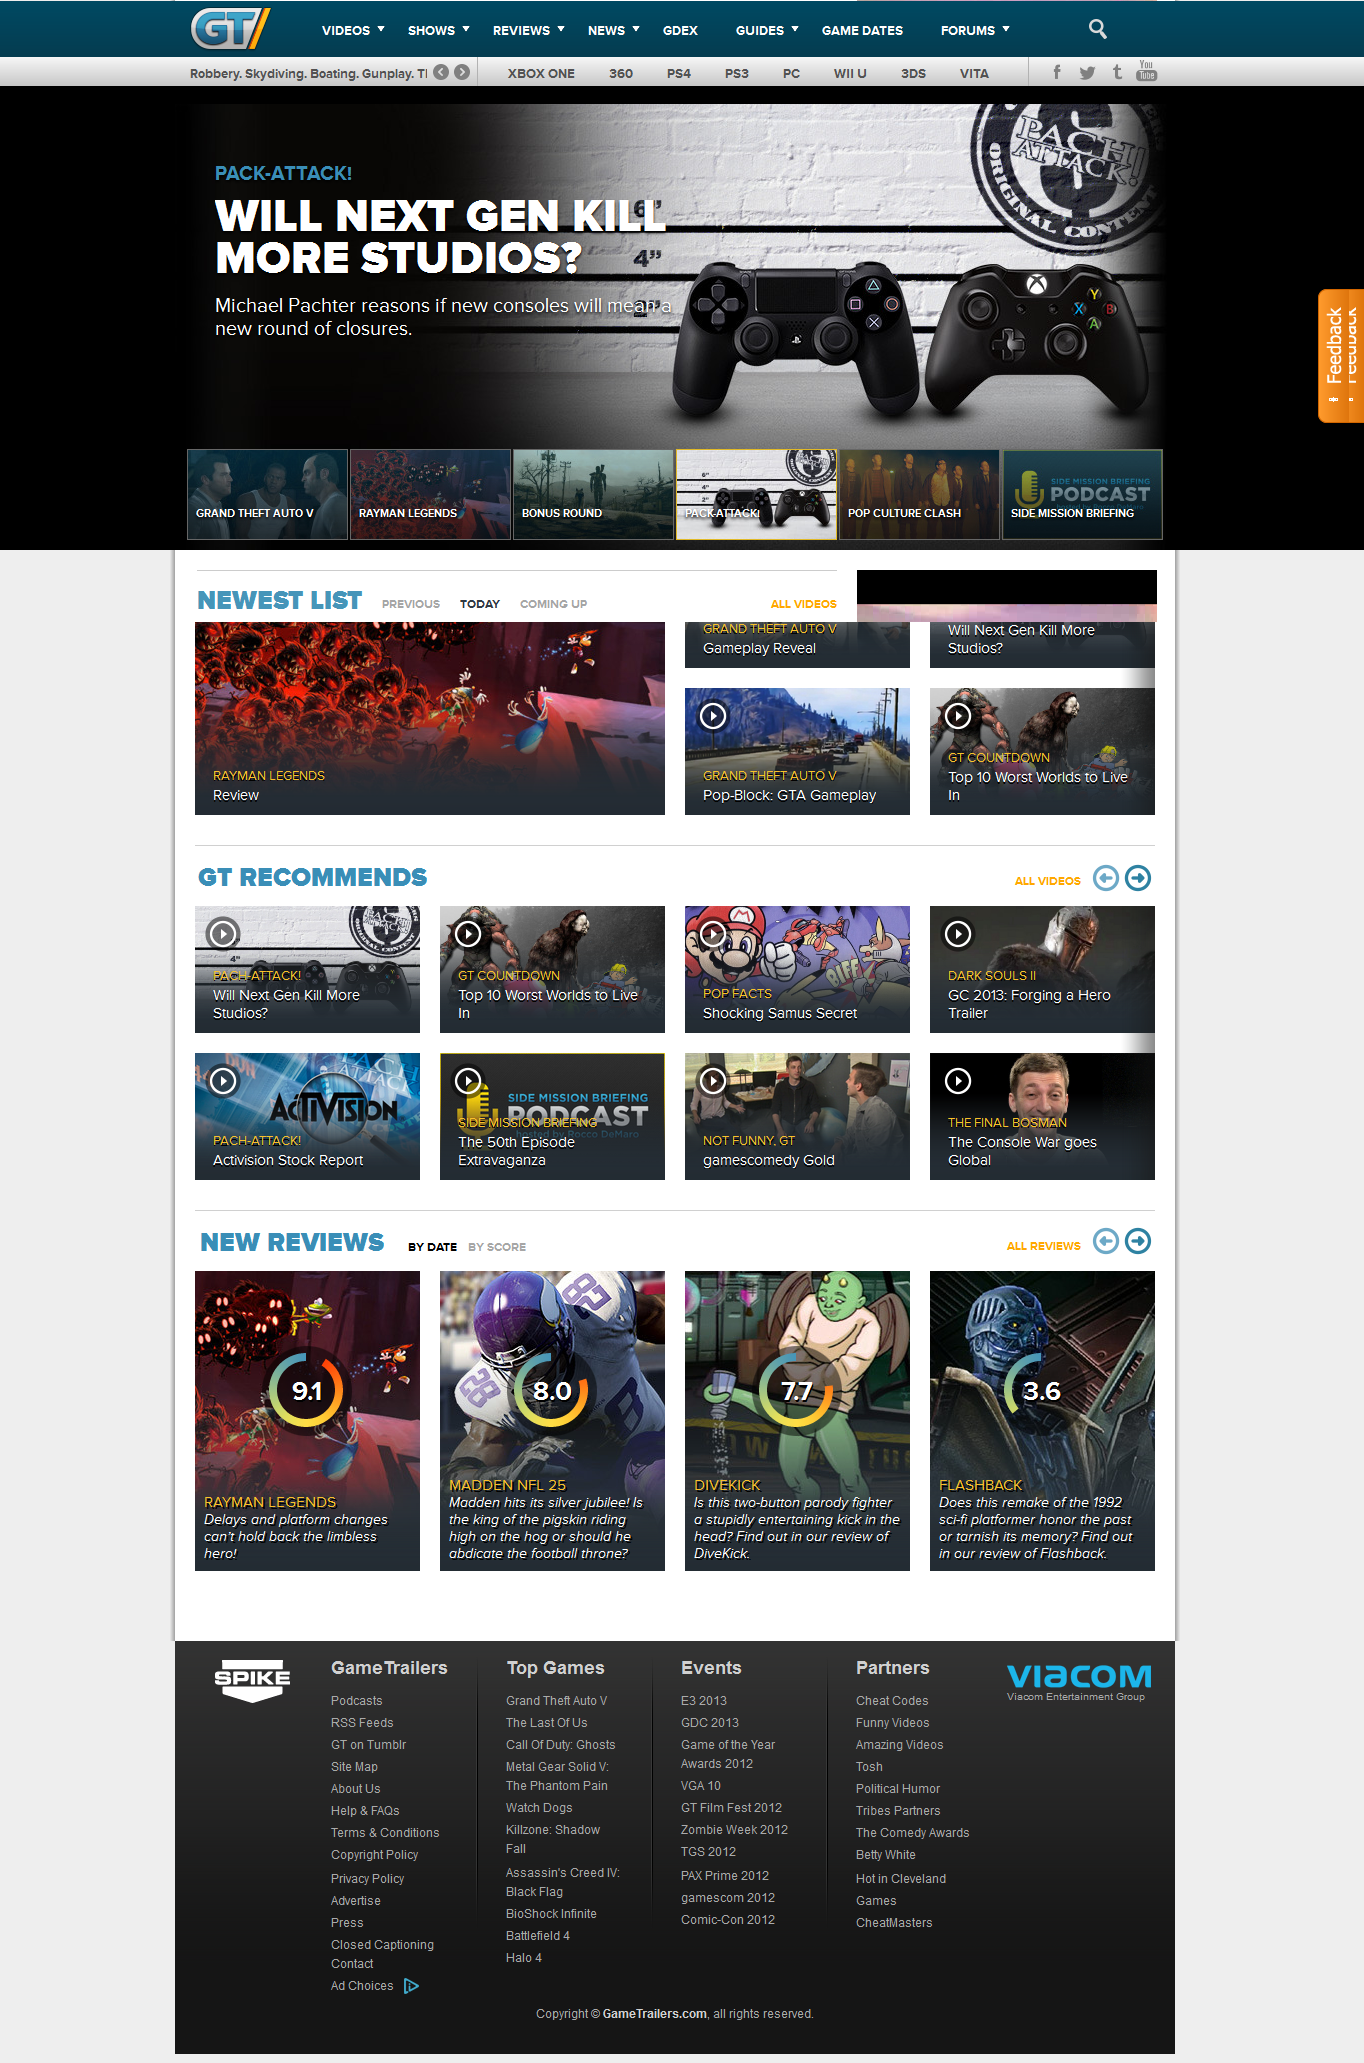 GT
VIDEOS
SHOWS
REVIEWS
NEWS
GDEX
GUIDES
GAME DATES
FORUMS
Robbery. Skydiving. Boating. Gunplay.
XBOX ONE
360
PS4
PS3
PC
WII U
3DS
VITA
You
Tube
PACH
ATTACK!
ORIGINAL CONTENT
PACK-ATTACK!
WILL NEXT GEN KILL
MORE STUDIOS?
Michael Pachter reasons if new consoles will mean a
new round of closures.
6"
4"
Feedback
GRAND THEFT AUTO V
RAYMAN LEGENDS
BONUS ROUND
PACK-ATTACK!
POP CULTURE CLASH
SIDE MISSION BRIEFING
PODCAST
SIDE MISSION BRIEFING
NEWEST LIST
PREVIOUS
TODAY
COMING UP
ALL VIDEOS
RAYMAN LEGENDS
Review
GRAND THEFT AUTO V
Gameplay Reveal
Will Next Gen Kill More
Studios?
GRAND THEFT AUTO V
Pop-Block: GTA Gameplay
GT COUNTDOWN
Top 10 Worst Worlds to Live
In
GT RECOMMENDS
ALL VIDEOS
PACH-ATTACK!
Will Next Gen Kill More
Studios?
GT COUNTDOWN
Top 10 Worst Worlds to Live
In
BIFF
POP FACTS
Shocking Samus Secret
DARK SOULS II
GC 2013: Forging a Hero
Trailer
ACTIVISION
PACH-ATTACK!
Activision Stock Report
SIDE MISSION BRIEFING
PODCAST
hosted by Rocco DeMaro
SIDE MISSION BRIEFING
The 50th Episode
Extravaganza
NOT FUNNY, GT
gamescomedy Gold
THE FINAL BOSMAN
The Console War goes
Global
NEW REVIEWS
BY DATE
BY SCORE
ALL REVIEWS
9.1
RAYMAN LEGENDS
Delays and platform changes
can't hold back the limbless
hero!
83
28
8.0
MADDEN NFL 25
Madden hits its silver jubilee! Is
the king of the pigskin riding
high on the hog or should he
abdicate the football throne?
7.7
DIVEKICK
Is this two-button parody fighter
a stupidly entertaining kick in the
head? Find out in our review of
DiveKick.
3.6
FLASHBACK
Does this remake of the 1992
sci-fi platformer honor the past
or tarnish its memory? Find out
in our review of Flashback.
SPIKE
GameTrailers
Podcasts
RSS Feeds
GT on Tumblr
Site Map
About Us
Help & FAQs
Terms & Conditions
Copyright Policy
Privacy Policy
Advertise
Press
Closed Captioning
Contact
Ad Choices
Top Games
Grand Theft Auto V
The Last Of Us
Call Of Duty: Ghosts
Metal Gear Solid V:
The Phantom Pain
Watch Dogs
Killzone: Shadow
Fall
Assassin's Creed IV:
Black Flag
BioShock Infinite
Battlefield 4
Halo 4
Events
E3 2013
GDC 2013
Game of the Year
Awards 2012
VGA 10
GT Film Fest 2012
Zombie Week 2012
TGS 2012
PAX Prime 2012
gamescom 2012
Comic-Con 2012
Partners
Cheat Codes
Funny Videos
Amazing Videos
Tosh
Political Humor
Tribes Partners
The Comedy Awards
Betty White
Hot in Cleveland
Games
CheatMasters
VIACOM
Viacom Entertainment Group
Copyright © GameTrailers.com, all rights reserved.